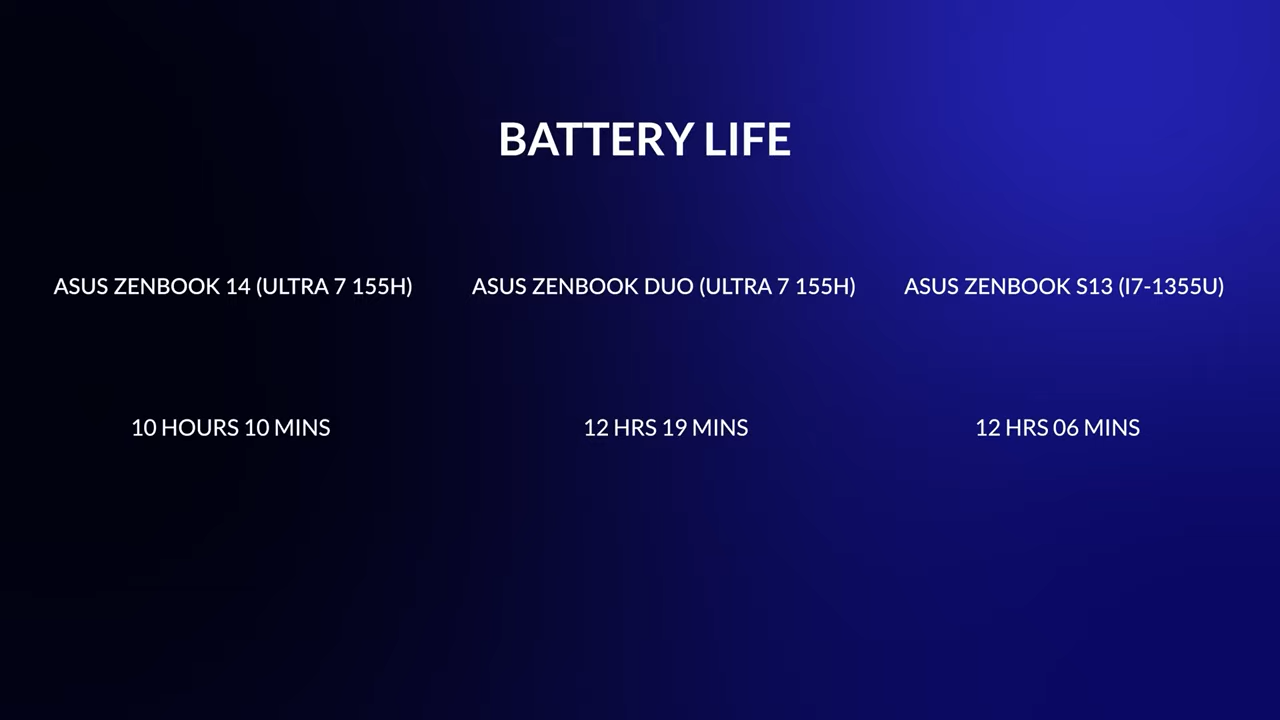 BATTERY LIFE
ASUS ZENBOOK 14 (ULTRA 7 155H)
ASUS ZENBOOK DUO (ULTRA 7 155H)
ASUS ZENBOOK S13 (I7-1355U)
10 HOURS 10 MINS
12 HRS 19 MINS
12 HRS 06 MINS